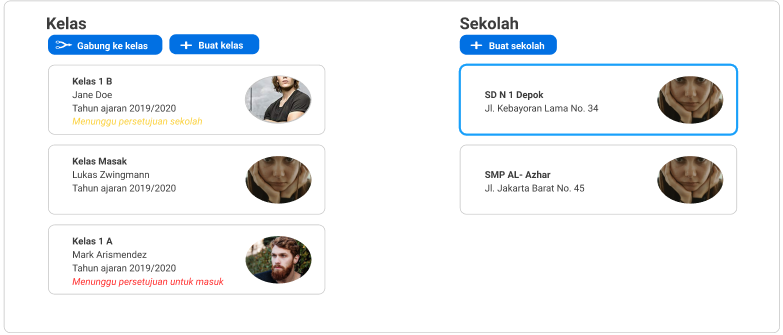 Kelas
Gabung ke kelas
Buat kelas
Kelas 1 B
Jane Doe
Tahun ajaran 2019/2020
Menunggu persetujuan sekolah
Kelas Masak
Lukas Zwingmann
Tahun ajaran 2019/2020
Kelas 1 A
Mark Arismendez
Tahun ajaran 2019/2020
Menunggu persetujuan untuk masuk
Sekolah
Buat sekolah
SD N 1 Depok
Jl. Kebayoran Lama No. 34
SMP AL- Azhar
Jl. Jakarta Barat No. 45